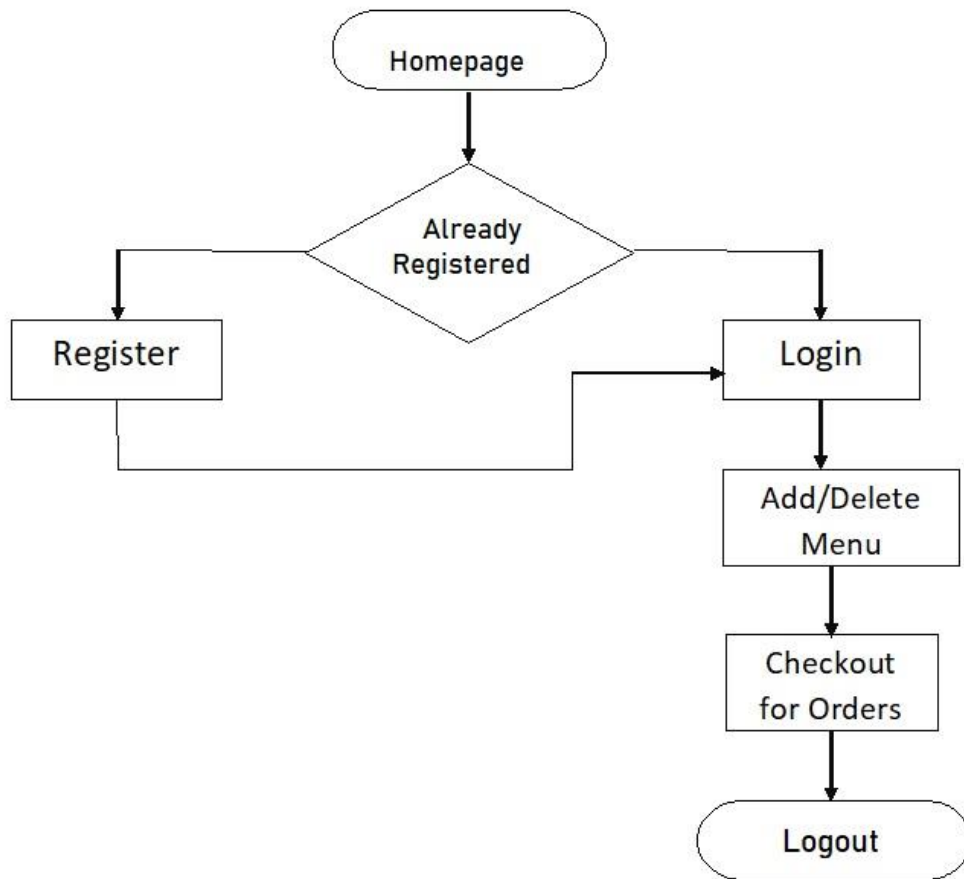 Homepage
Already
Registered
Register
Login
Add/Delete
Menu
Checkout
for Orders
Logout